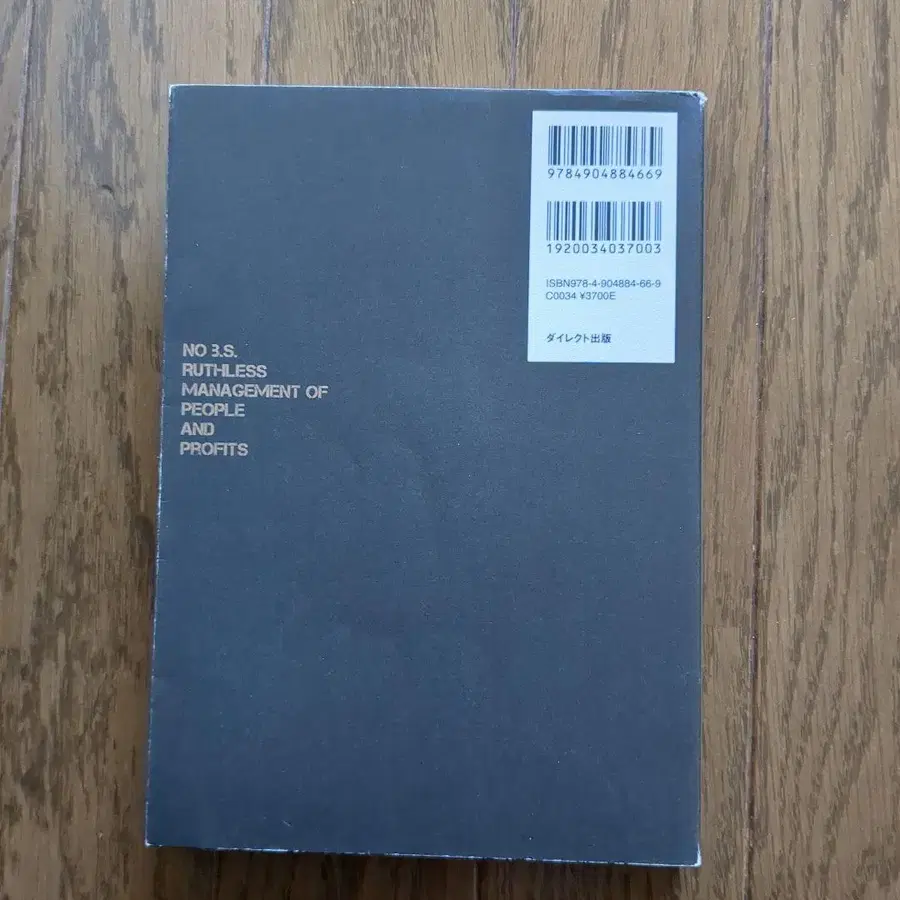 9784904884669
1920034037003
ISBN978-4-904884-66-9
C0034 ¥3700E
ダイレクト出版
NO B.S.
RUTHLESS
MANAGEMENT OF
PEOPLE
AND
PROFITS